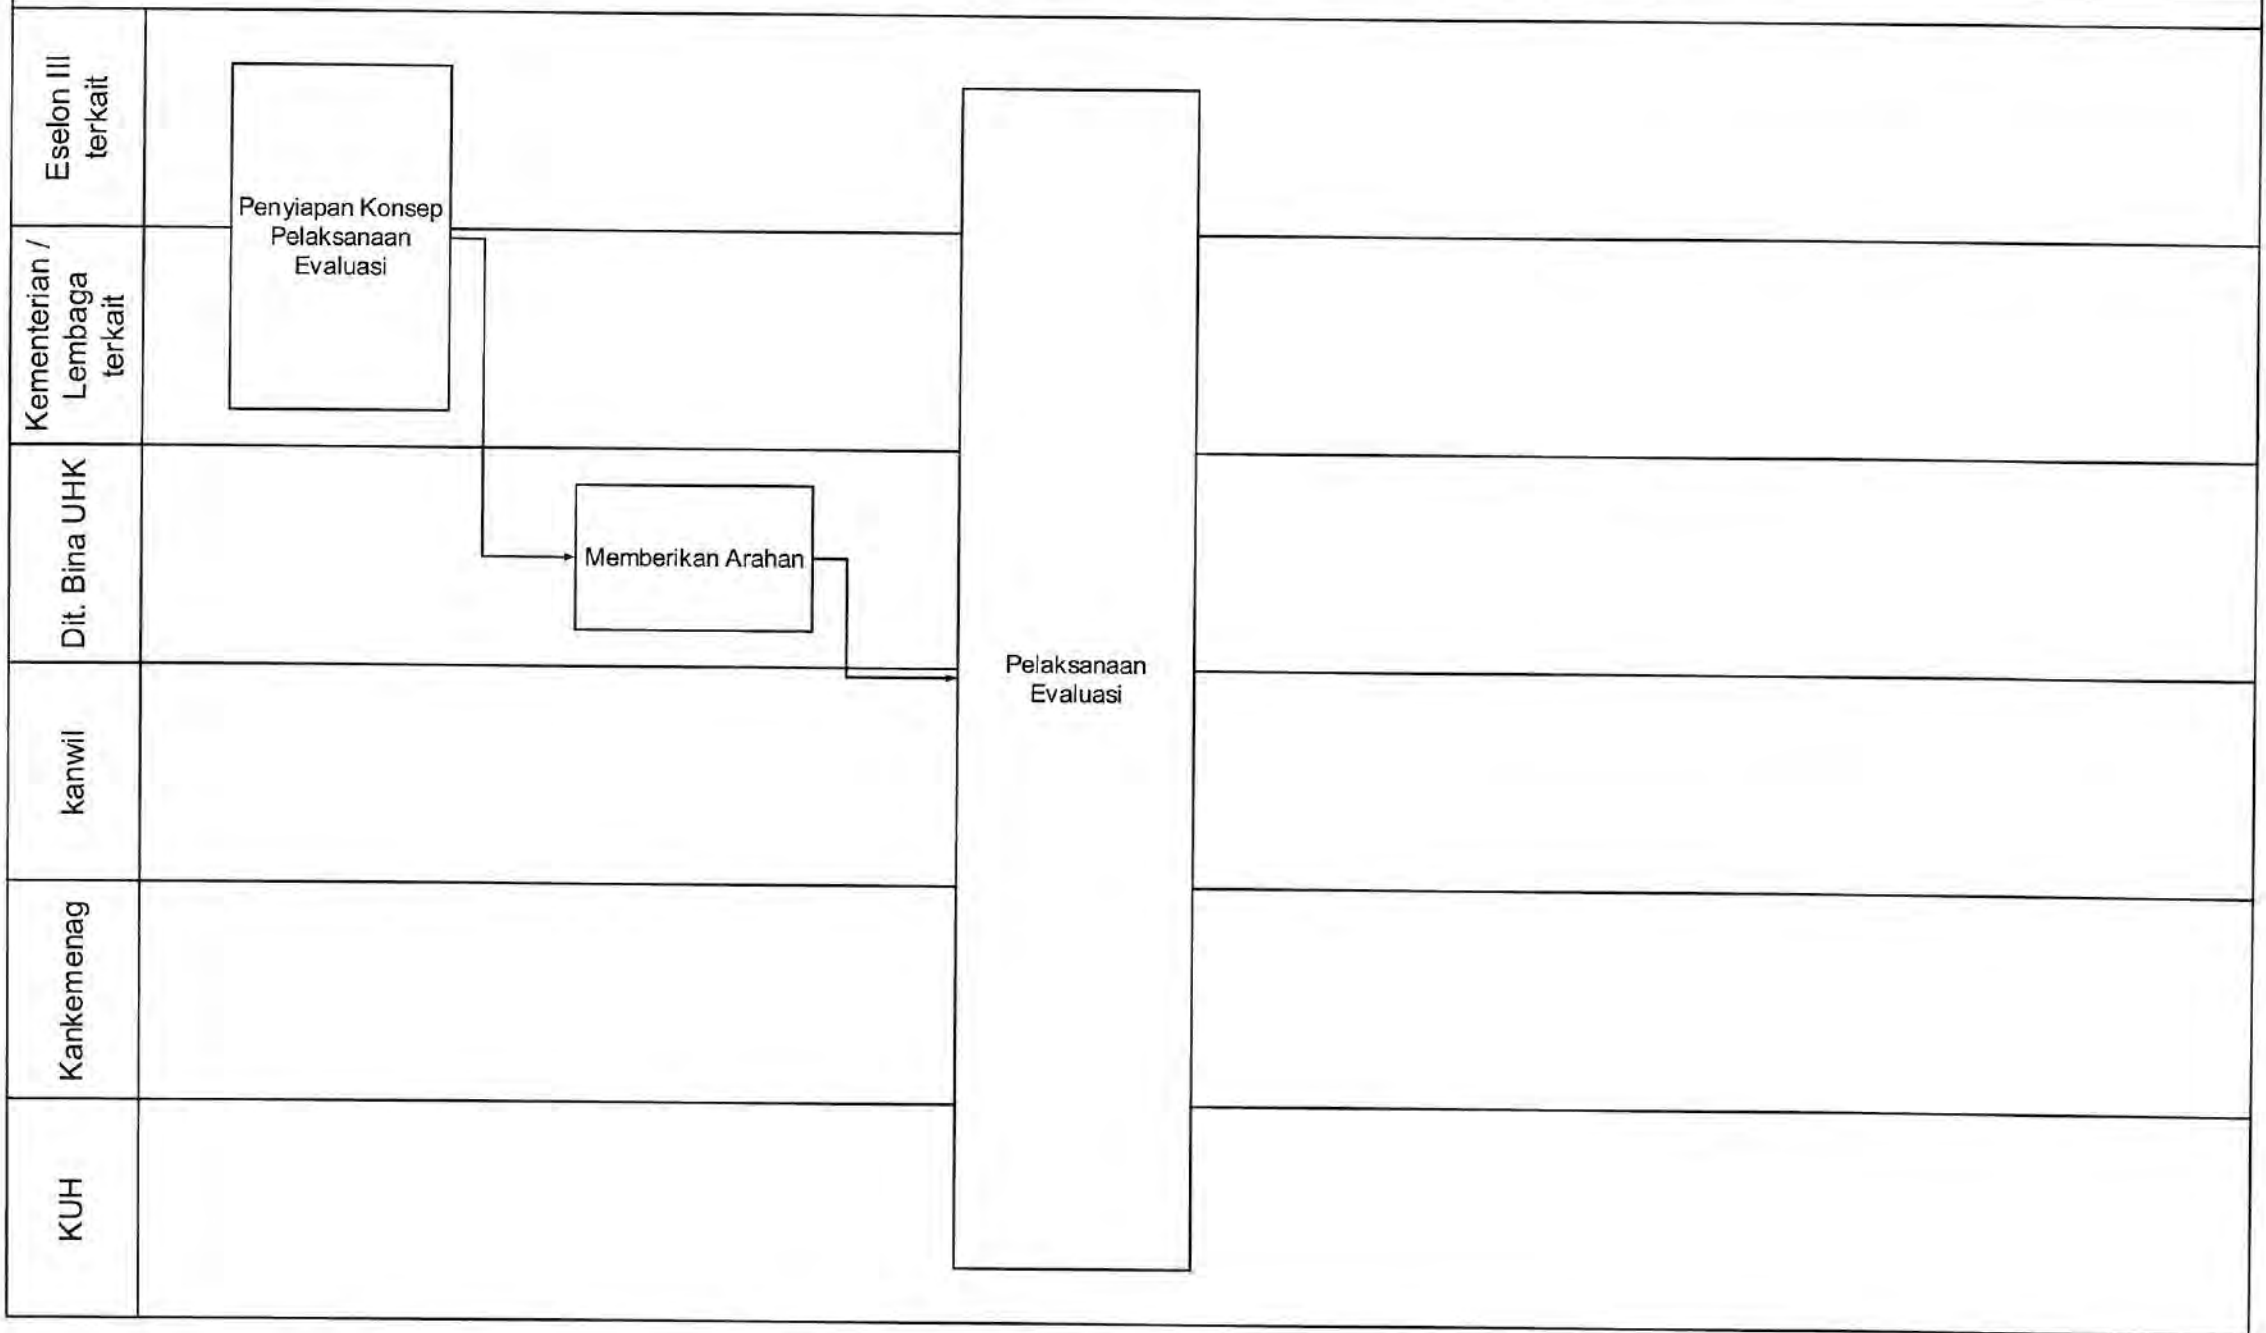 Eselon III
terkait
Penyiapan Konsep
Pelaksanaan
Evaluasi
Kementerian /
Lembaga
terkait
Dit. Bina UHK
Memberikan Arahan
Pelaksanaan
Evaluasi
kanwil
Kankemenag
KUH